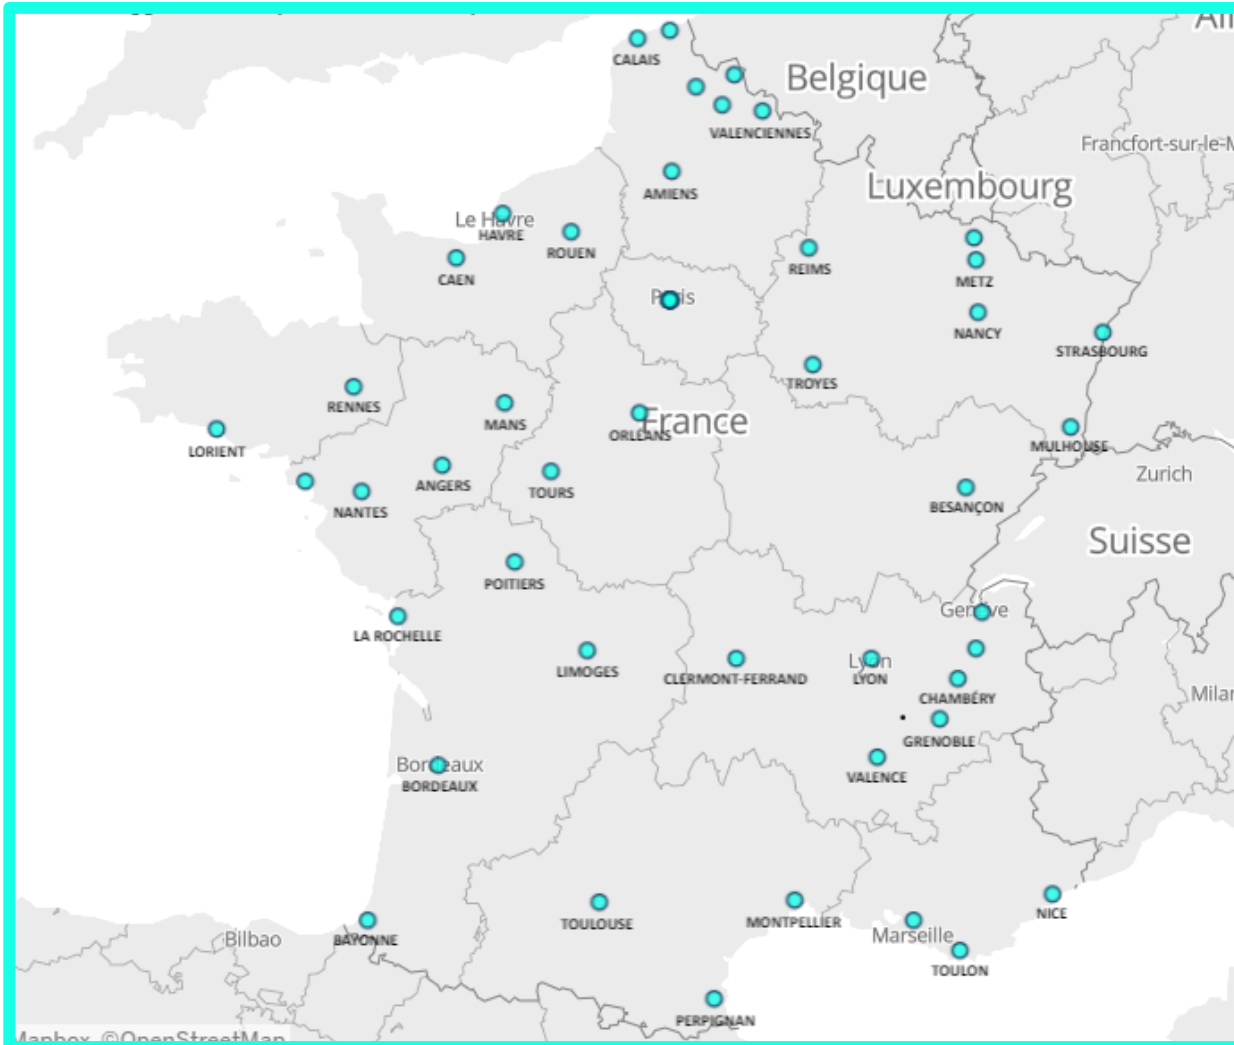 CALAIS
Belgique
VALENCIENNES
Francfort-sur-le-M
AMIENS
Luxembourg
Le Havre
HAVRE
ROUEN
REIMS
CAEN
METZ
Paris
NANCY
STRASBOURG
TROYES
RENNES
MANS
France
ORLEANS
MULHOUSE
LORIENT
Zurich
ANGERS
TOURS
BESANÇON
NANTES
Suisse
POITIERS
Genève
LA ROCHELLE
Lyon
LIMOGES
CLERMONT-FERRAND
LYON
CHAMBÉRY
Milan
GRENOBLE
Bordeaux
VALENCE
BORDEAUX
NICE
TOULOUSE
MONTPELLIER
Marseille
Bilbao
BAYONNE
TOULON
PERPIGNAN
Mapbox ©OpenStreetMap